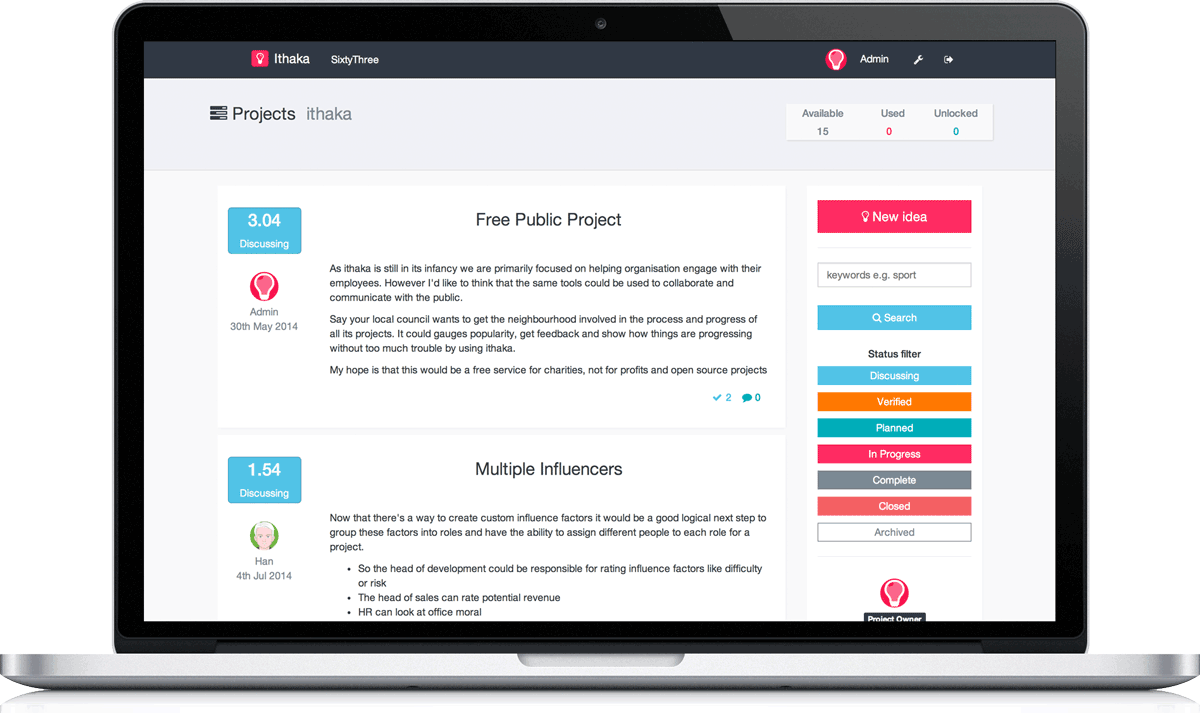 Ithaka SixtyThree Admin
Projects ithaka
Available Used Unlocked
15 0 0
3.04
Discussing
Admin
30th May 2014
Free Public Project
As ithaka is still in its infancy we are primarily focused on helping organisation engage with their
employees. However I'd like to think that the same tools could be used to collaborate and
communicate with the public.
Say your local council wants to get the neighbourhood involved in the process and progress of
all its projects. It could gauges popularity, get feedback and show how things are progressing
without too much trouble by using ithaka.
My hope is that this would be a free service for charities, not for profits and open source projects
2 0
1.54
Discussing
Han
4th Jul 2014
Multiple Influencers
Now that there's a way to create custom influence factors it would be a good logical next step to
group these factors into roles and have the ability to assign different people to each role for a
project.
• So the head of development could be responsible for rating influence factors like difficulty
or risk
• The head of sales can rate potential revenue
• HR can look at office moral
New idea
keywords e.g. sport
Search
Status filter
Discussing
Verified
Planned
In Progress
Complete
Closed
Archived
Project Owner